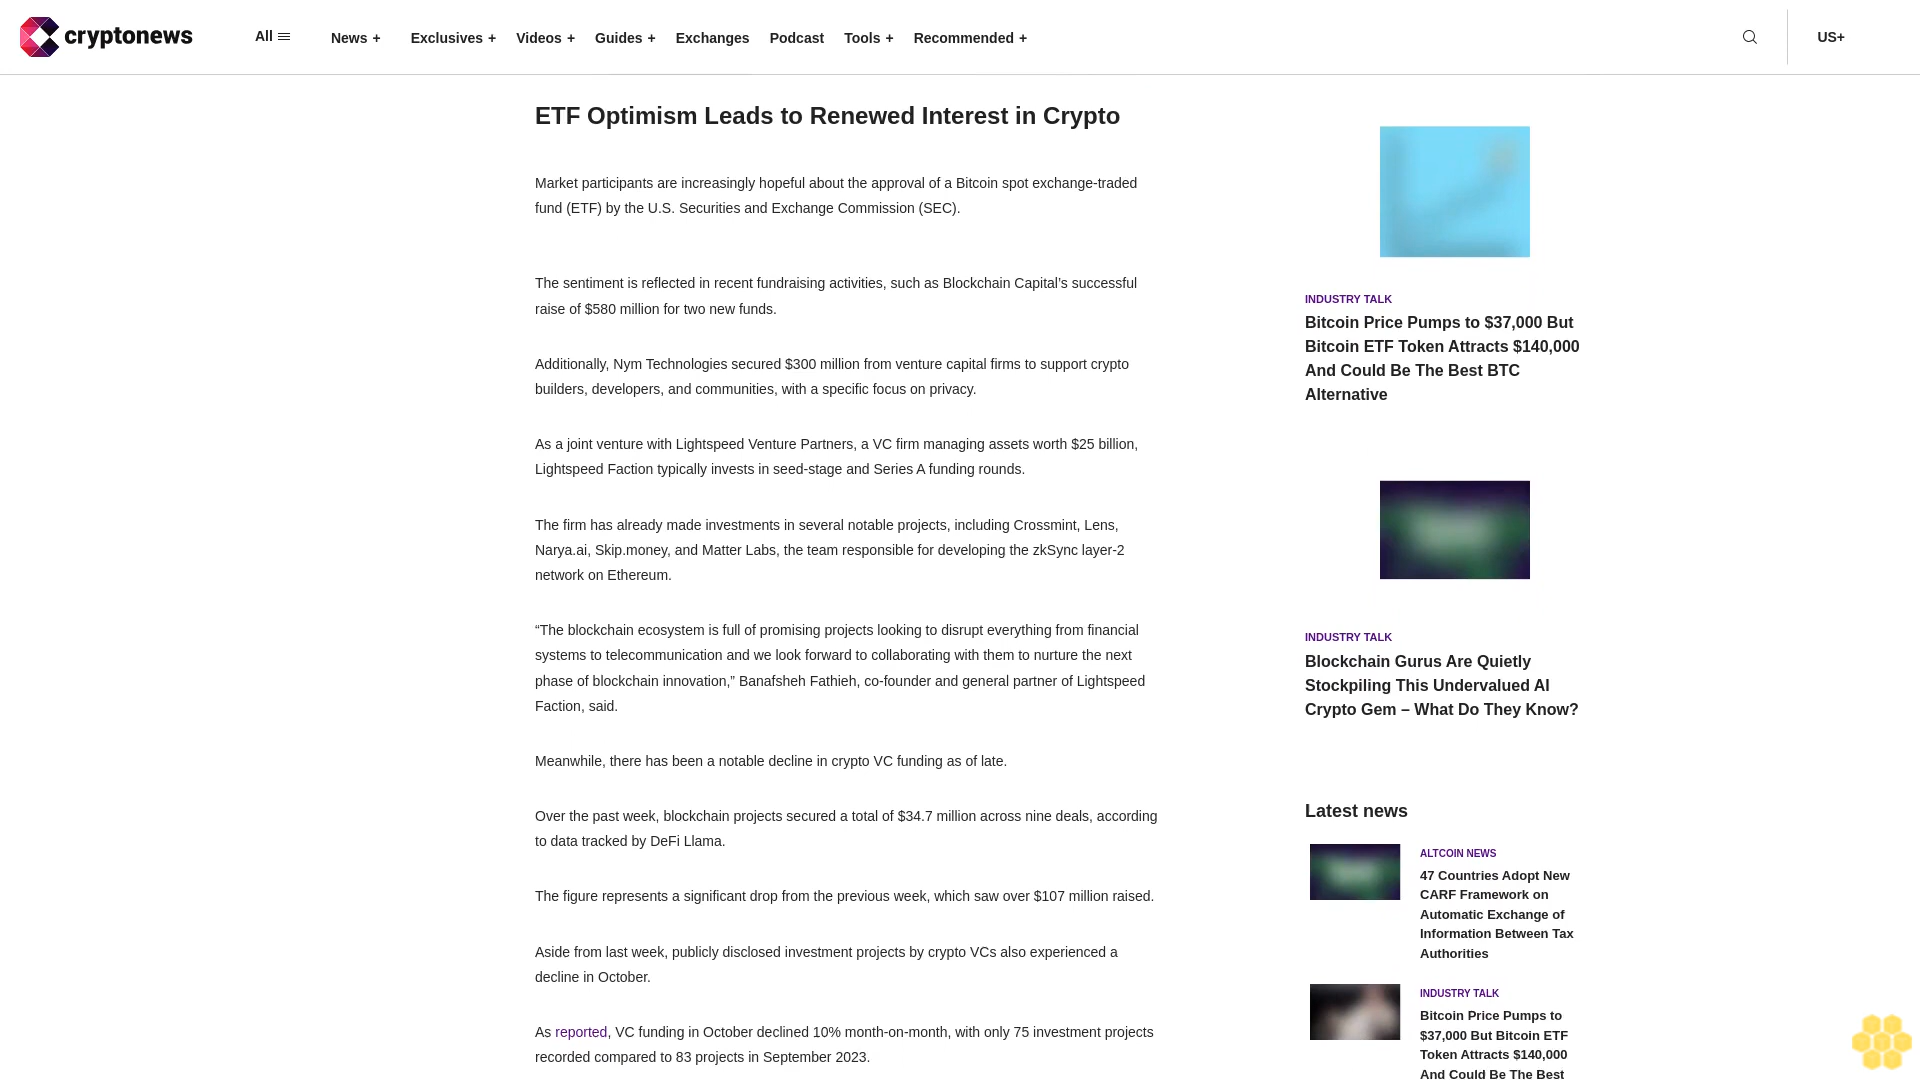 cryptonews
All
News +
Exclusives +
Videos +
Guides +
Exchanges
Podcast
Tools +
Recommended +
US+
ETF Optimism Leads to Renewed Interest in Crypto
Market participants are increasingly hopeful about the approval of a Bitcoin spot exchange-traded
fund (ETF) by the U.S. Securities and Exchange Commission (SEC).
The sentiment is reflected in recent fundraising activities, such as Blockchain Capital’s successful
raise of $580 million for two new funds.
Additionally, Nym Technologies secured $300 million from venture capital firms to support crypto
builders, developers, and communities, with a specific focus on privacy.
As a joint venture with Lightspeed Venture Partners, a VC firm managing assets worth $25 billion,
Lightspeed Faction typically invests in seed-stage and Series A funding rounds.
The firm has already made investments in several notable projects, including Crossmint, Lens,
Narya.ai, Skip.money, and Matter Labs, the team responsible for developing the zkSync layer-2
network on Ethereum.
“The blockchain ecosystem is full of promising projects looking to disrupt everything from financial
systems to telecommunication and we look forward to collaborating with them to nurture the next
phase of blockchain innovation,” Banafsheh Fathieh, co-founder and general partner of Lightspeed
Faction, said.
Meanwhile, there has been a notable decline in crypto VC funding as of late.
Over the past week, blockchain projects secured a total of $34.7 million across nine deals, according
to data tracked by DeFi Llama.
The figure represents a significant drop from the previous week, which saw over $107 million raised.
Aside from last week, publicly disclosed investment projects by crypto VCs also experienced a
decline in October.
As reported, VC funding in October declined 10% month-on-month, with only 75 investment projects
recorded compared to 83 projects in September 2023.
INDUSTRY TALK
Bitcoin Price Pumps to $37,000 But
Bitcoin ETF Token Attracts $140,000
And Could Be The Best BTC
Alternative
INDUSTRY TALK
Blockchain Gurus Are Quietly
Stockpiling This Undervalued AI
Crypto Gem – What Do They Know?
Latest news
ALTCOIN NEWS
47 Countries Adopt New
CARF Framework on
Automatic Exchange of
Information Between Tax
Authorities
INDUSTRY TALK
Bitcoin Price Pumps to
$37,000 But Bitcoin ETF
Token Attracts $140,000
And Could Be The Best